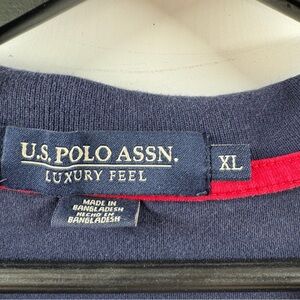 U.S. POLO ASSN.
LUXURY FEEL
XL
MADE IN
BANGLADESH
HECHO EN
BANGLADESH